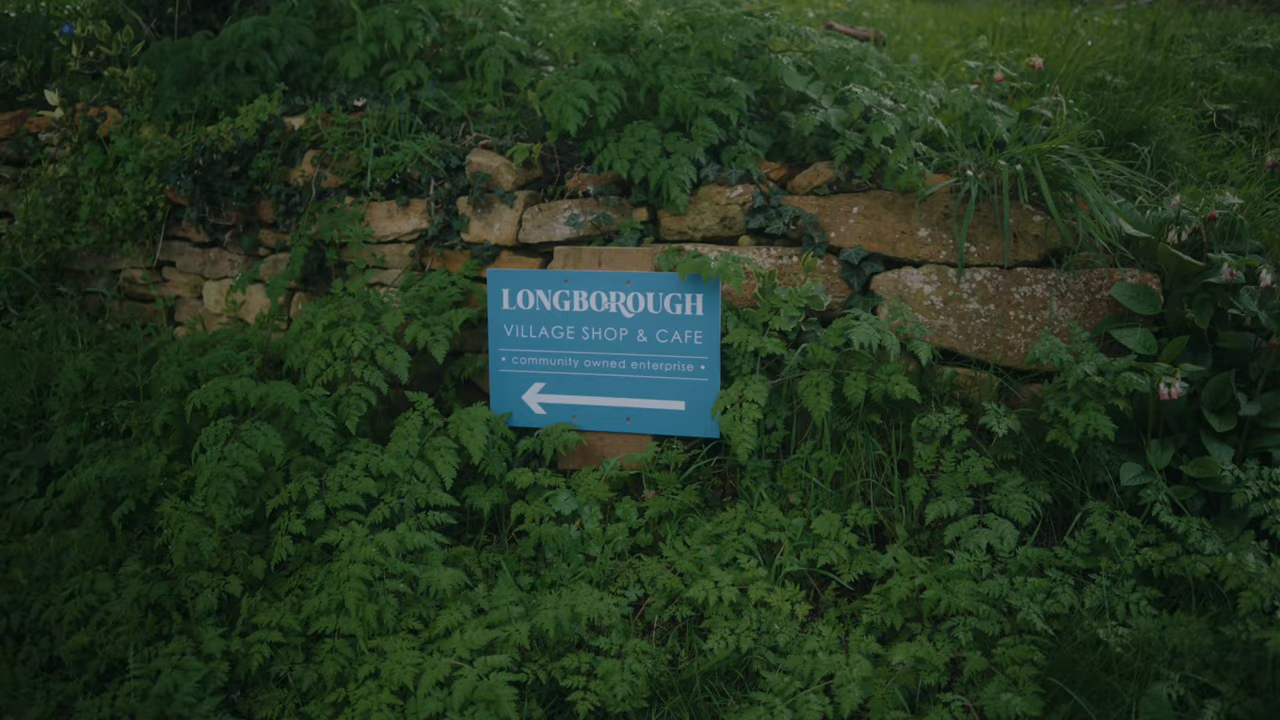 LONGBOROUGH
VILLAGE SHOP & CAFE
• community owned enterprise •